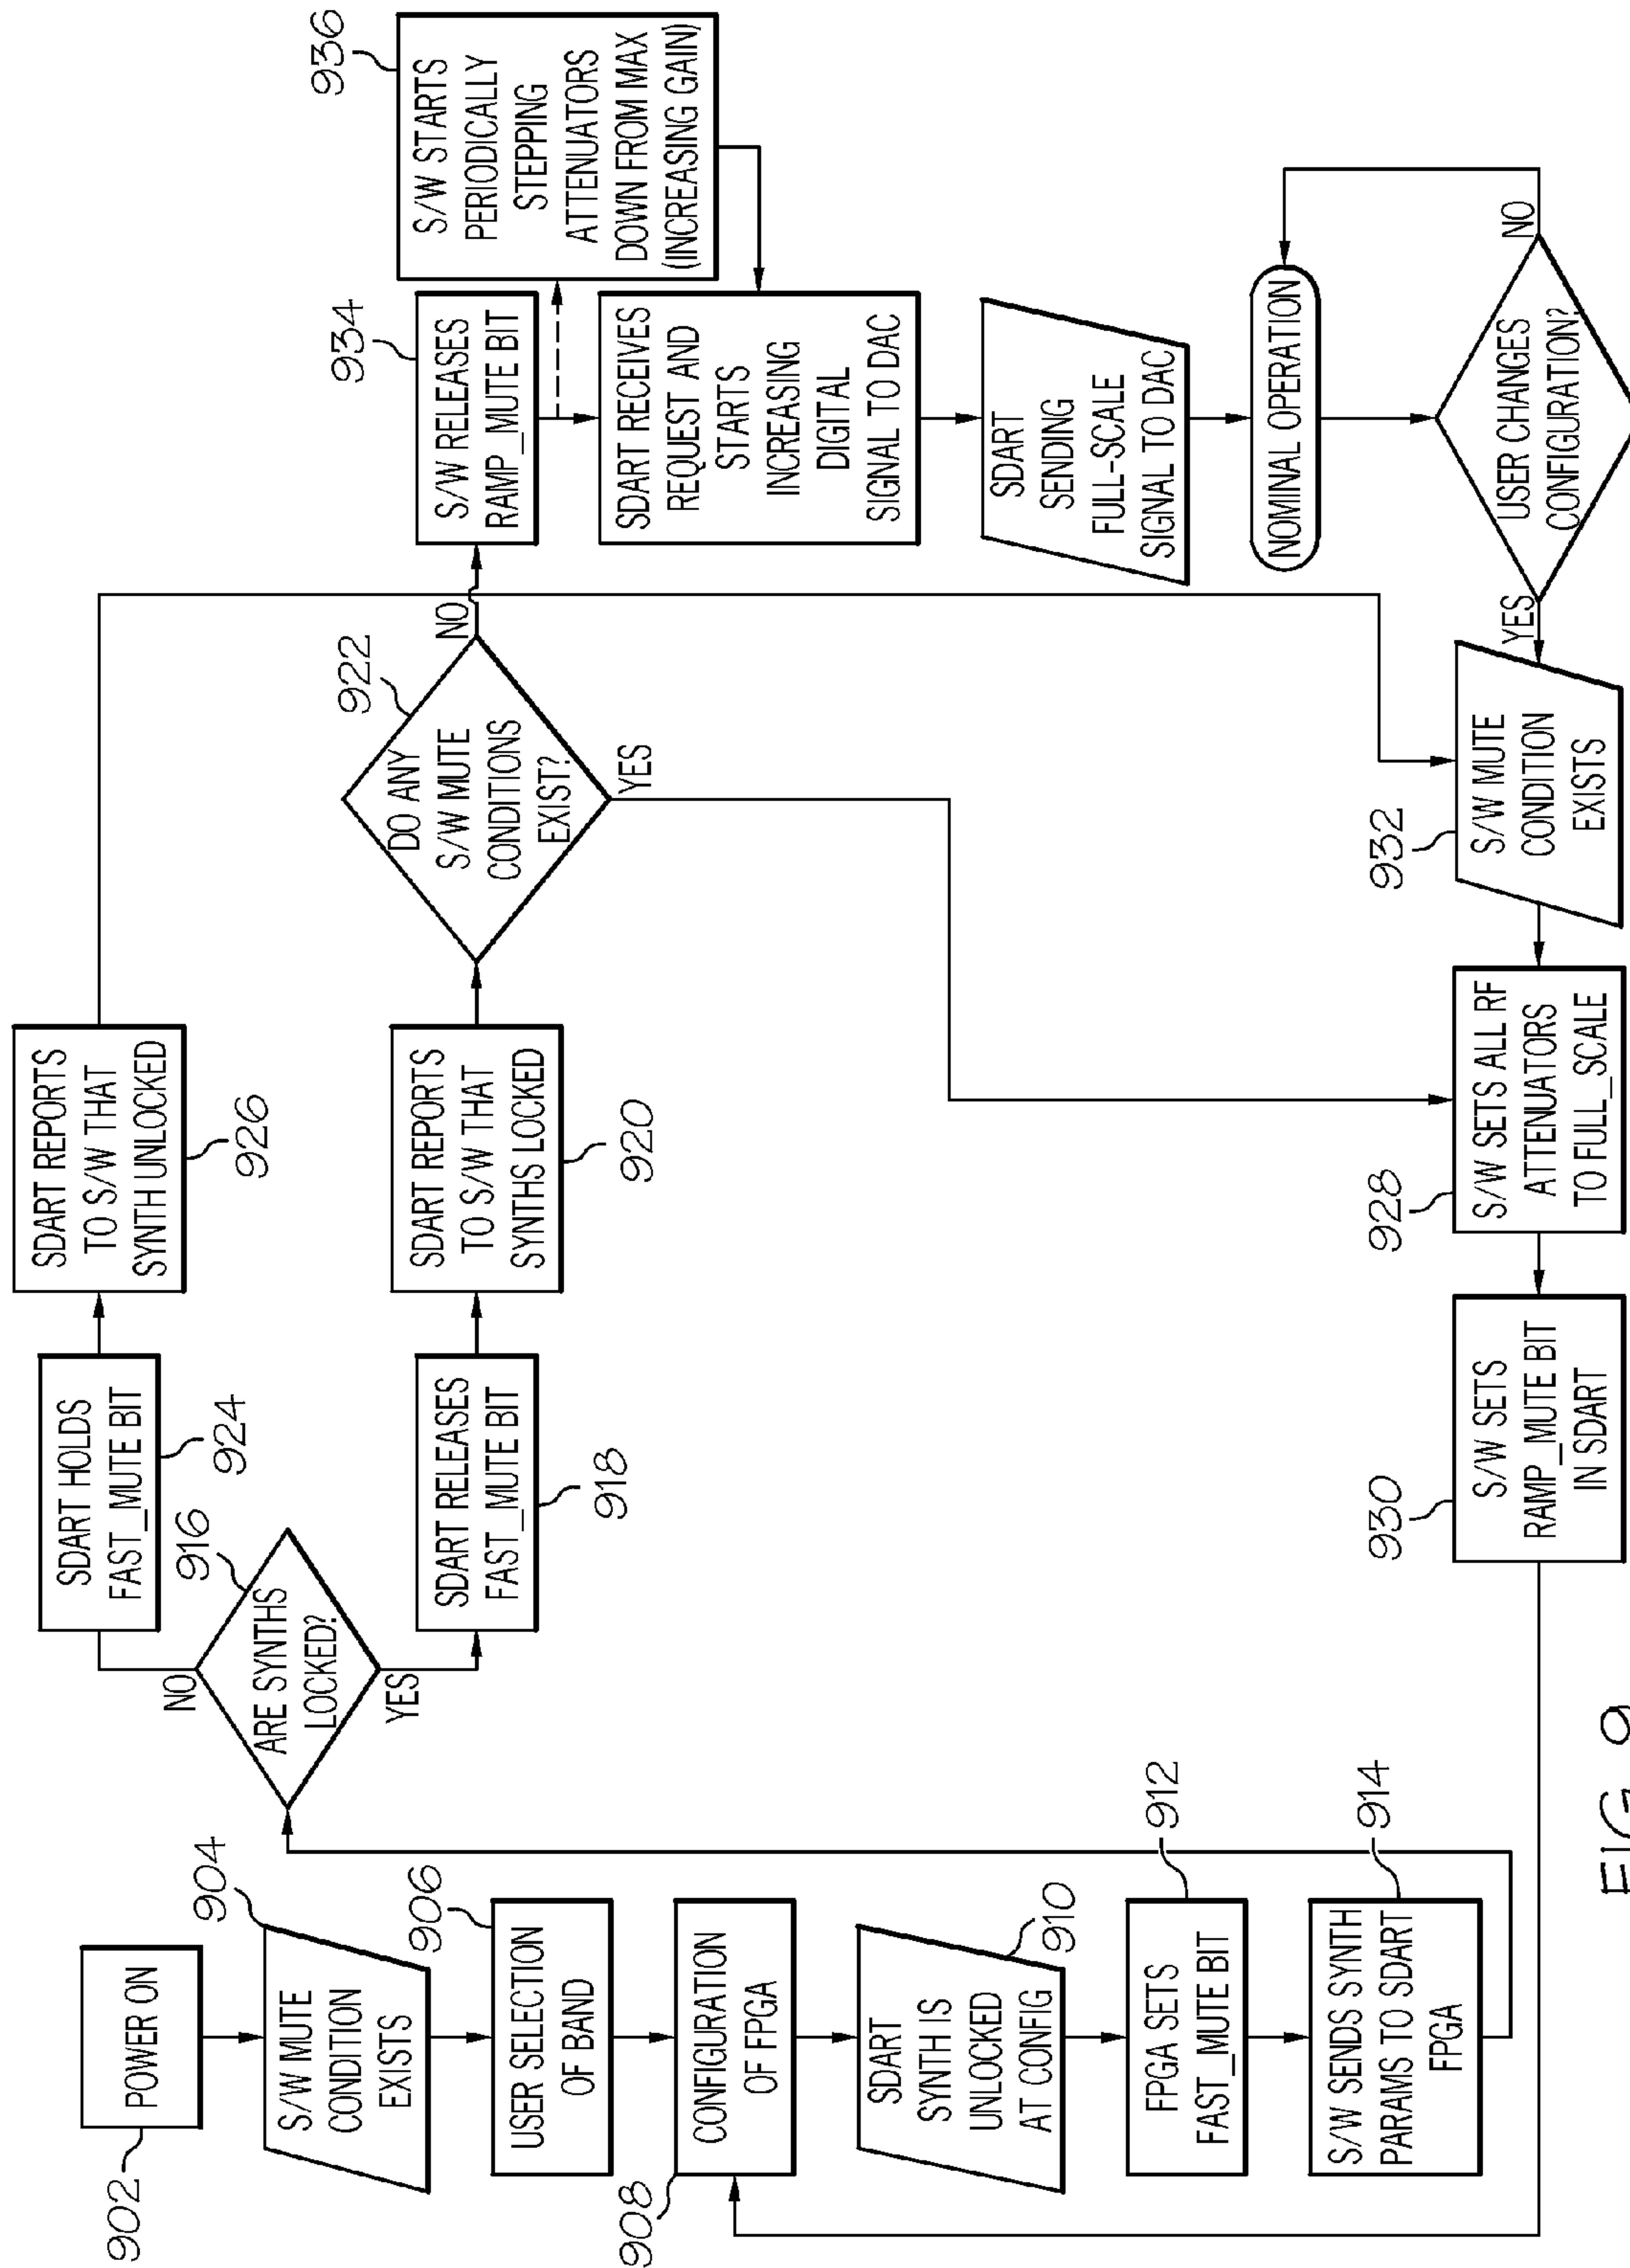 902
POWER ON
904
S/W MUTE
CONDITION
EXISTS
906
USER SELECTION
OF BAND
908
CONFIGURATION
OF FPGA
SDART
SYNTH IS
UNLOCKED
AT CONFIG
910
FPGA SETS
FAST_MUTE BIT
912
S/W SENDS SYNTH
PARAMS TO SDART
FPGA
914
ARE SYNTHS
LOCKED?
916
NO
YES
SDART HOLDS
FAST_MUTE BIT
924
SDART REPORTS
TO S/W THAT
SYNTH UNLOCKED
926
SDART RELEASES
FAST_MUTE BIT
918
SDART REPORTS
TO S/W THAT
SYNTHS LOCKED
920
DO ANY
S/W MUTE
CONDITIONS
EXIST?
922
NO
YES
S/W RELEASES
RAMP_MUTE BIT
934
S/W STARTS
PERIODICALLY
STEPPING
ATTENUATORS
DOWN FROM MAX
(INCREASING GAIN)
936
SDART RECEIVES
REQUEST AND
STARTS
INCREASING
DIGITAL
SIGNAL TO DAC
SDART
SENDING
FULL-SCALE
SIGNAL TO DAC
NOMINAL OPERATION
USER CHANGES
CONFIGURATION?
NO
YES
S/W MUTE
CONDITION
EXISTS
932
S/W SETS ALL RF
ATTENUATORS
TO FULL_SCALE
928
S/W SETS
RAMP_MUTE BIT
IN SDART
930
FIG. 9